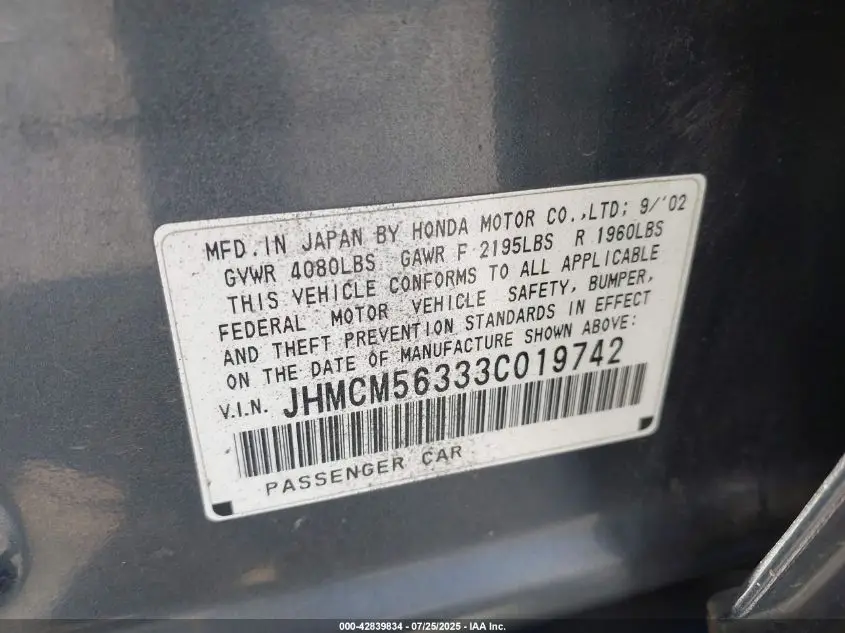 MFD. IN JAPAN BY HONDA MOTOR CO.,LTD; 9/'02
GVWR 4080LBS GAWR F 2195LBS R 1960LBS
THIS VEHICLE CONFORMS TO ALL APPLICABLE
FEDERAL MOTOR VEHICLE SAFETY, BUMPER,
AND THEFT PREVENTION STANDARDS IN EFFECT
ON THE DATE OF MANUFACTURE SHOWN ABOVE:
V.I.N. JHMCM56333C019742
PASSENGER CAR
000-42839834 - 07/25/2025 - IAA Inc.